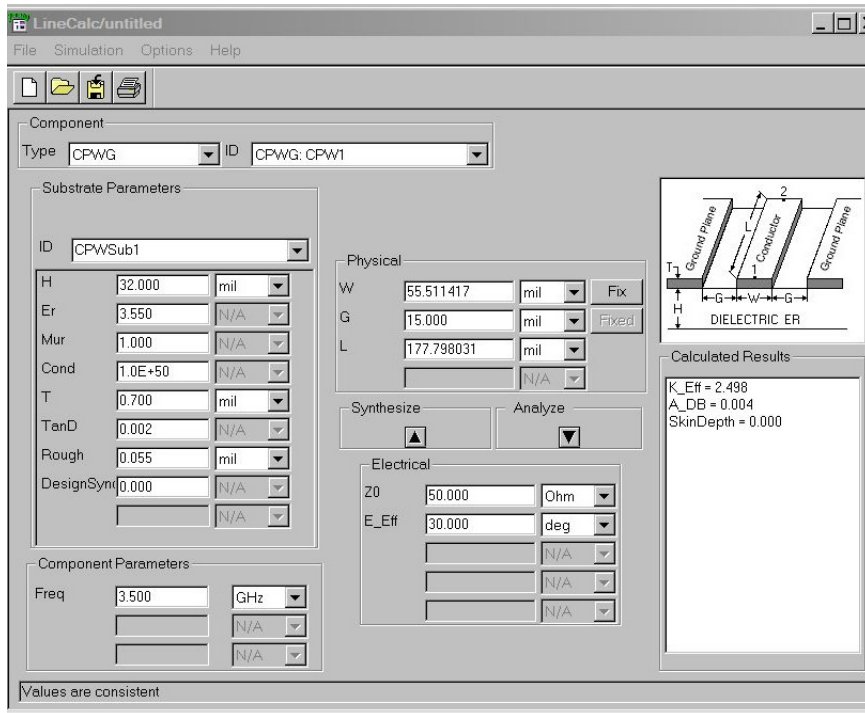 LineCalc/untitled
File Simulation Options Help
Component
Type CPWG ID CPWG: CPW1
Substrate Parameters
ID CPWSub1
H 32.000 mil
Er 3.550 N/A
Mur 1.000 N/A
Cond 1.0E+50 N/A
T 0.700 mil
TanD 0.002 N/A
Rough 0.055 mil
DesignSync 0.000 N/A
N/A
Component Parameters
Freq 3.500 GHz
N/A
N/A
Physical
W 55.511417 mil Fix
G 15.000 mil Fixed
L 177.798031 mil
N/A
Synthesize Analyze
Electrical
Z0 50.000 Ohm
E_Eff 30.000 deg
N/A
N/A
N/A
2
Ground Plane L Conductor Ground Plane
T 1
G W G
H DIELECTRIC ER
Calculated Results
K_Eff = 2.498
A_DB = 0.004
SkinDepth = 0.000
Values are consistent